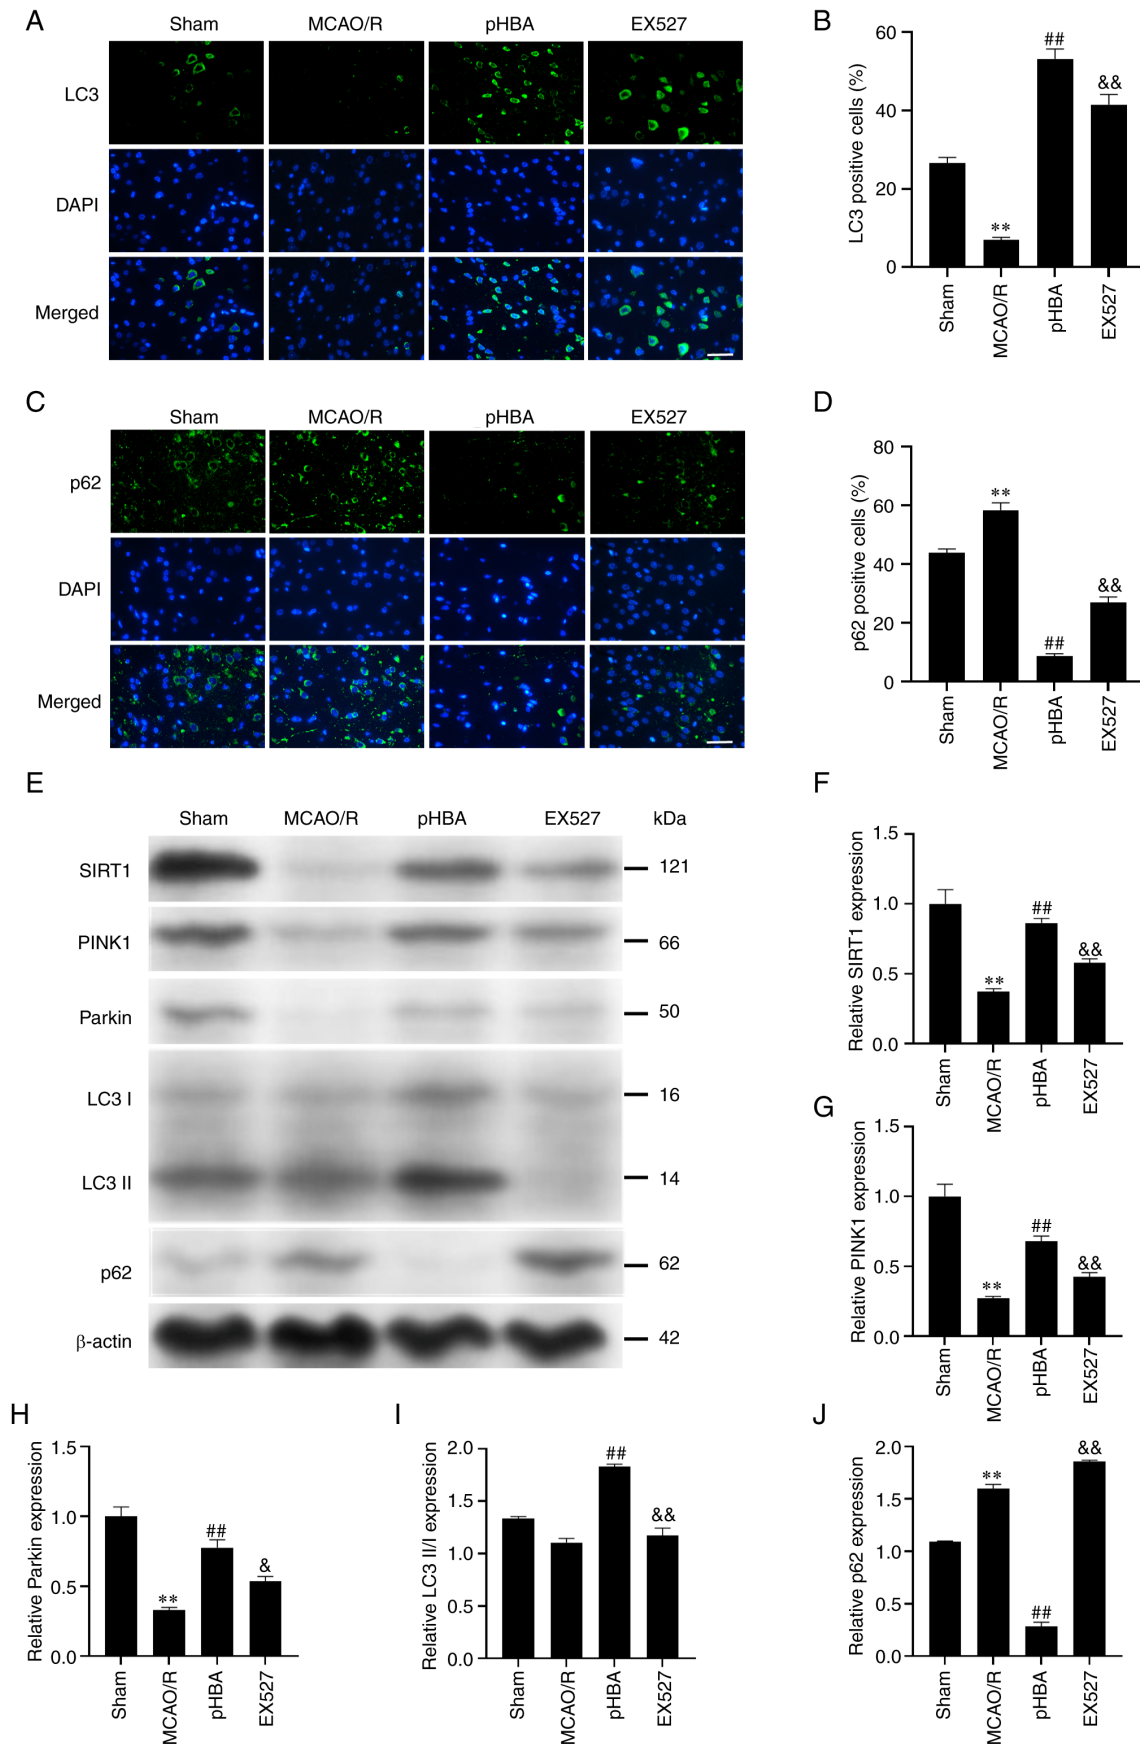 A
Sham MCAO/R pHBA EX527
LC3
DAPI
Merged
B
LC3 positive cells (%)
60
40
20
0
##
&&
**
Sham MCAO/R pHBA EX527
C
Sham MCAO/R pHBA EX527
p62
DAPI
Merged
D
p62 positive cells (%)
80
60
40
20
0
**
&&
##
Sham MCAO/R pHBA EX527
E
Sham MCAO/R pHBA EX527 kDa
SIRT1 121
PINK1 66
Parkin 50
LC3 I 16
LC3 II 14
p62 62
β-actin 42
F
Relative SIRT1 expression
1.5
1.0
0.5
0.0
##
&&
**
Sham MCAO/R pHBA EX527
G
Relative PINK1 expression
1.5
1.0
0.5
0.0
##
&&
**
Sham MCAO/R pHBA EX527
H
Relative Parkin expression
1.5
1.0
0.5
0.0
##
&
**
Sham MCAO/R pHBA EX527
I
Relative LC3 II/I expression
2.0
1.5
1.0
0.5
0.0
##
&&
Sham MCAO/R pHBA EX527
J
Relative p62 expression
2.0
1.5
1.0
0.5
0.0
&&
**
##
Sham MCAO/R pHBA EX527